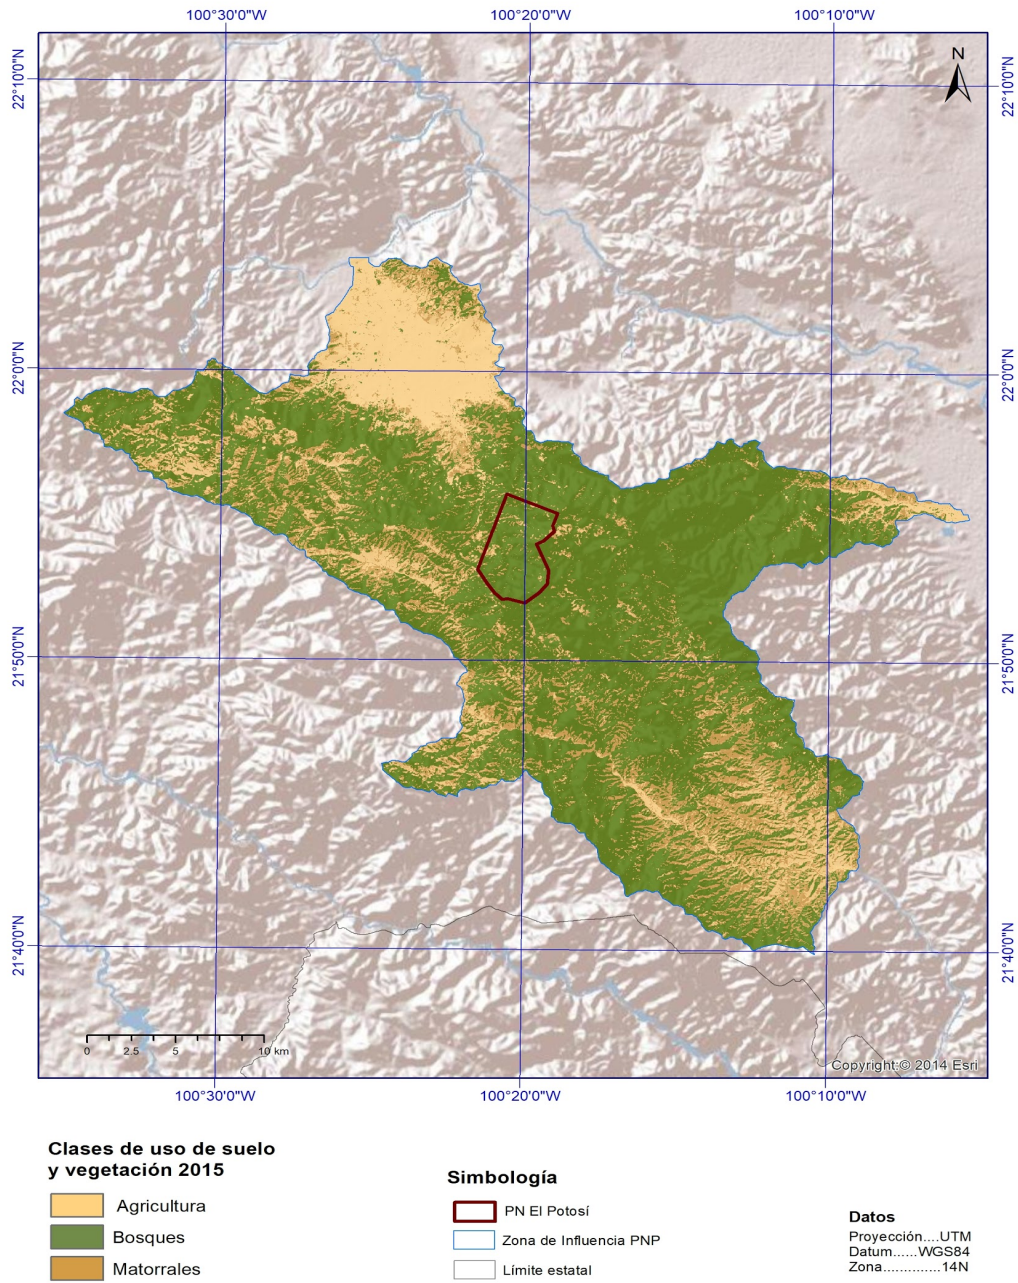 100°30'0"W 100°20'0"W 100°10'0"W
N
22°10'0"N 22°10'0"N
22°0'0"N 22°0'0"N
21°50'0"N 21°50'0"N
21°40'0"N 21°40'0"N
0 2.5 5 10 km
Copyright:© 2014 Esri
100°30'0"W 100°20'0"W 100°10'0"W
Clases de uso de suelo
y vegetación 2015
Agricultura
Bosques
Matorrales
Simbología
PN El Potosí
Zona de Influencia PNP
Límite estatal
Datos
Proyección....UTM
Datum......WGS84
Zona..............14N